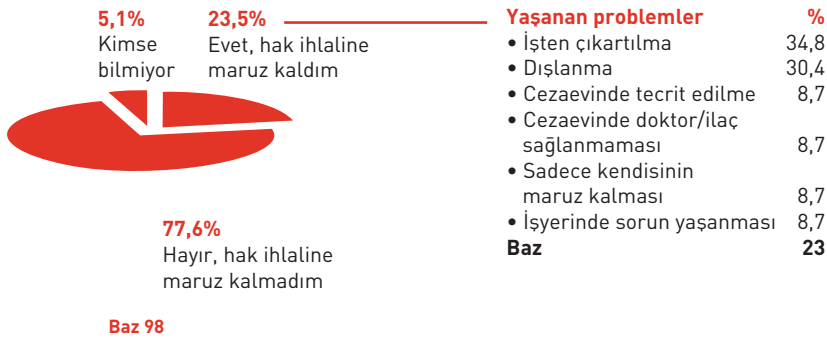 5,1%
Kimse
bilmiyor
23,5%
Evet, hak ihlaline
maruz kaldım
77,6%
Hayır, hak ihlaline
maruz kalmadım
Baz 98
Yaşanan problemler %
• İşten çıkartılma 34,8
• Dışlanma 30,4
• Cezaevinde tecrit edilme 8,7
• Cezaevinde doktor/ilaç
sağlanmaması 8,7
• Sadece kendisinin
maruz kalması 8,7
• İşyerinde sorun yaşanması 8,7
Baz 23